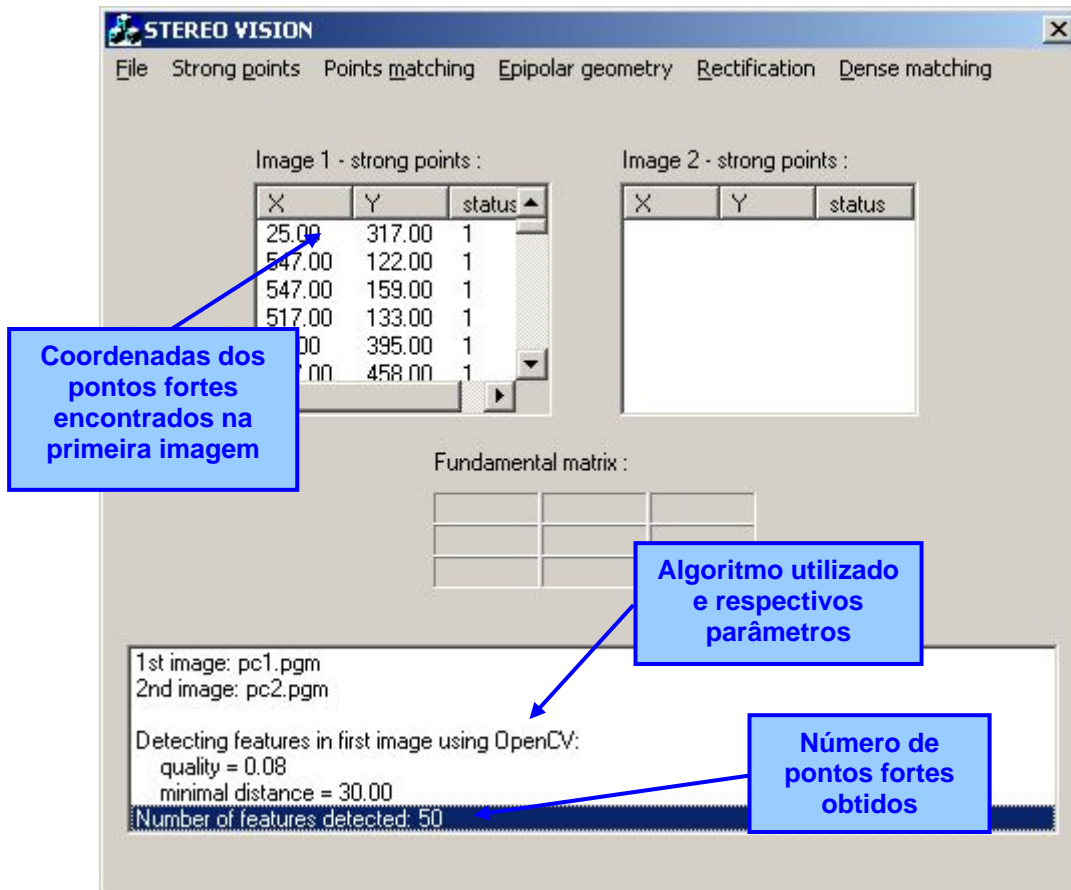 STEREO VISION
File Strong points Points matching Epipolar geometry Rectification Dense matching
Image 1 - strong points :
X Y status
25.00 317.00 1
547.00 122.00 1
547.00 159.00 1
517.00 133.00 1
395.00 1
458.00 1
Image 2 - strong points :
X Y status
Coordenadas dos
pontos fortes
encontrados na
primeira imagem
Fundamental matrix :
Algoritmo utilizado
e respectivos
parâmetros
1st image: pc1.pgm
2nd image: pc2.pgm
Detecting features in first image using OpenCV:
quality = 0.08
minimal distance = 30.00
Number of features detected: 50
Número de
pontos fortes
obtidos